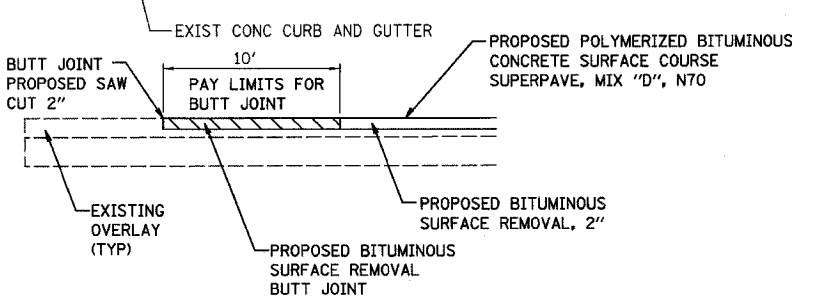 EXIST CONC CURB AND GUTTER
BUTT JOINT
PROPOSED SAW
CUT 2"
10'
PAY LIMITS FOR
BUTT JOINT
PROPOSED POLYMERIZED BITUMINOUS
CONCRETE SURFACE COURSE
SUPERPAVE, MIX "D", N70
EXISTING
OVERLAY
(TYP)
PROPOSED BITUMINOUS
SURFACE REMOVAL
BUTT JOINT
PROPOSED BITUMINOUS
SURFACE REMOVAL, 2"